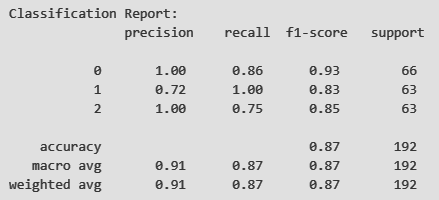 Classification Report:
precision recall f1-score support
0 1.00 0.86 0.93 66
1 0.72 1.00 0.83 63
2 1.00 0.75 0.85 63
accuracy 0.87 192
macro avg 0.91 0.87 0.87 192
weighted avg 0.91 0.87 0.87 192